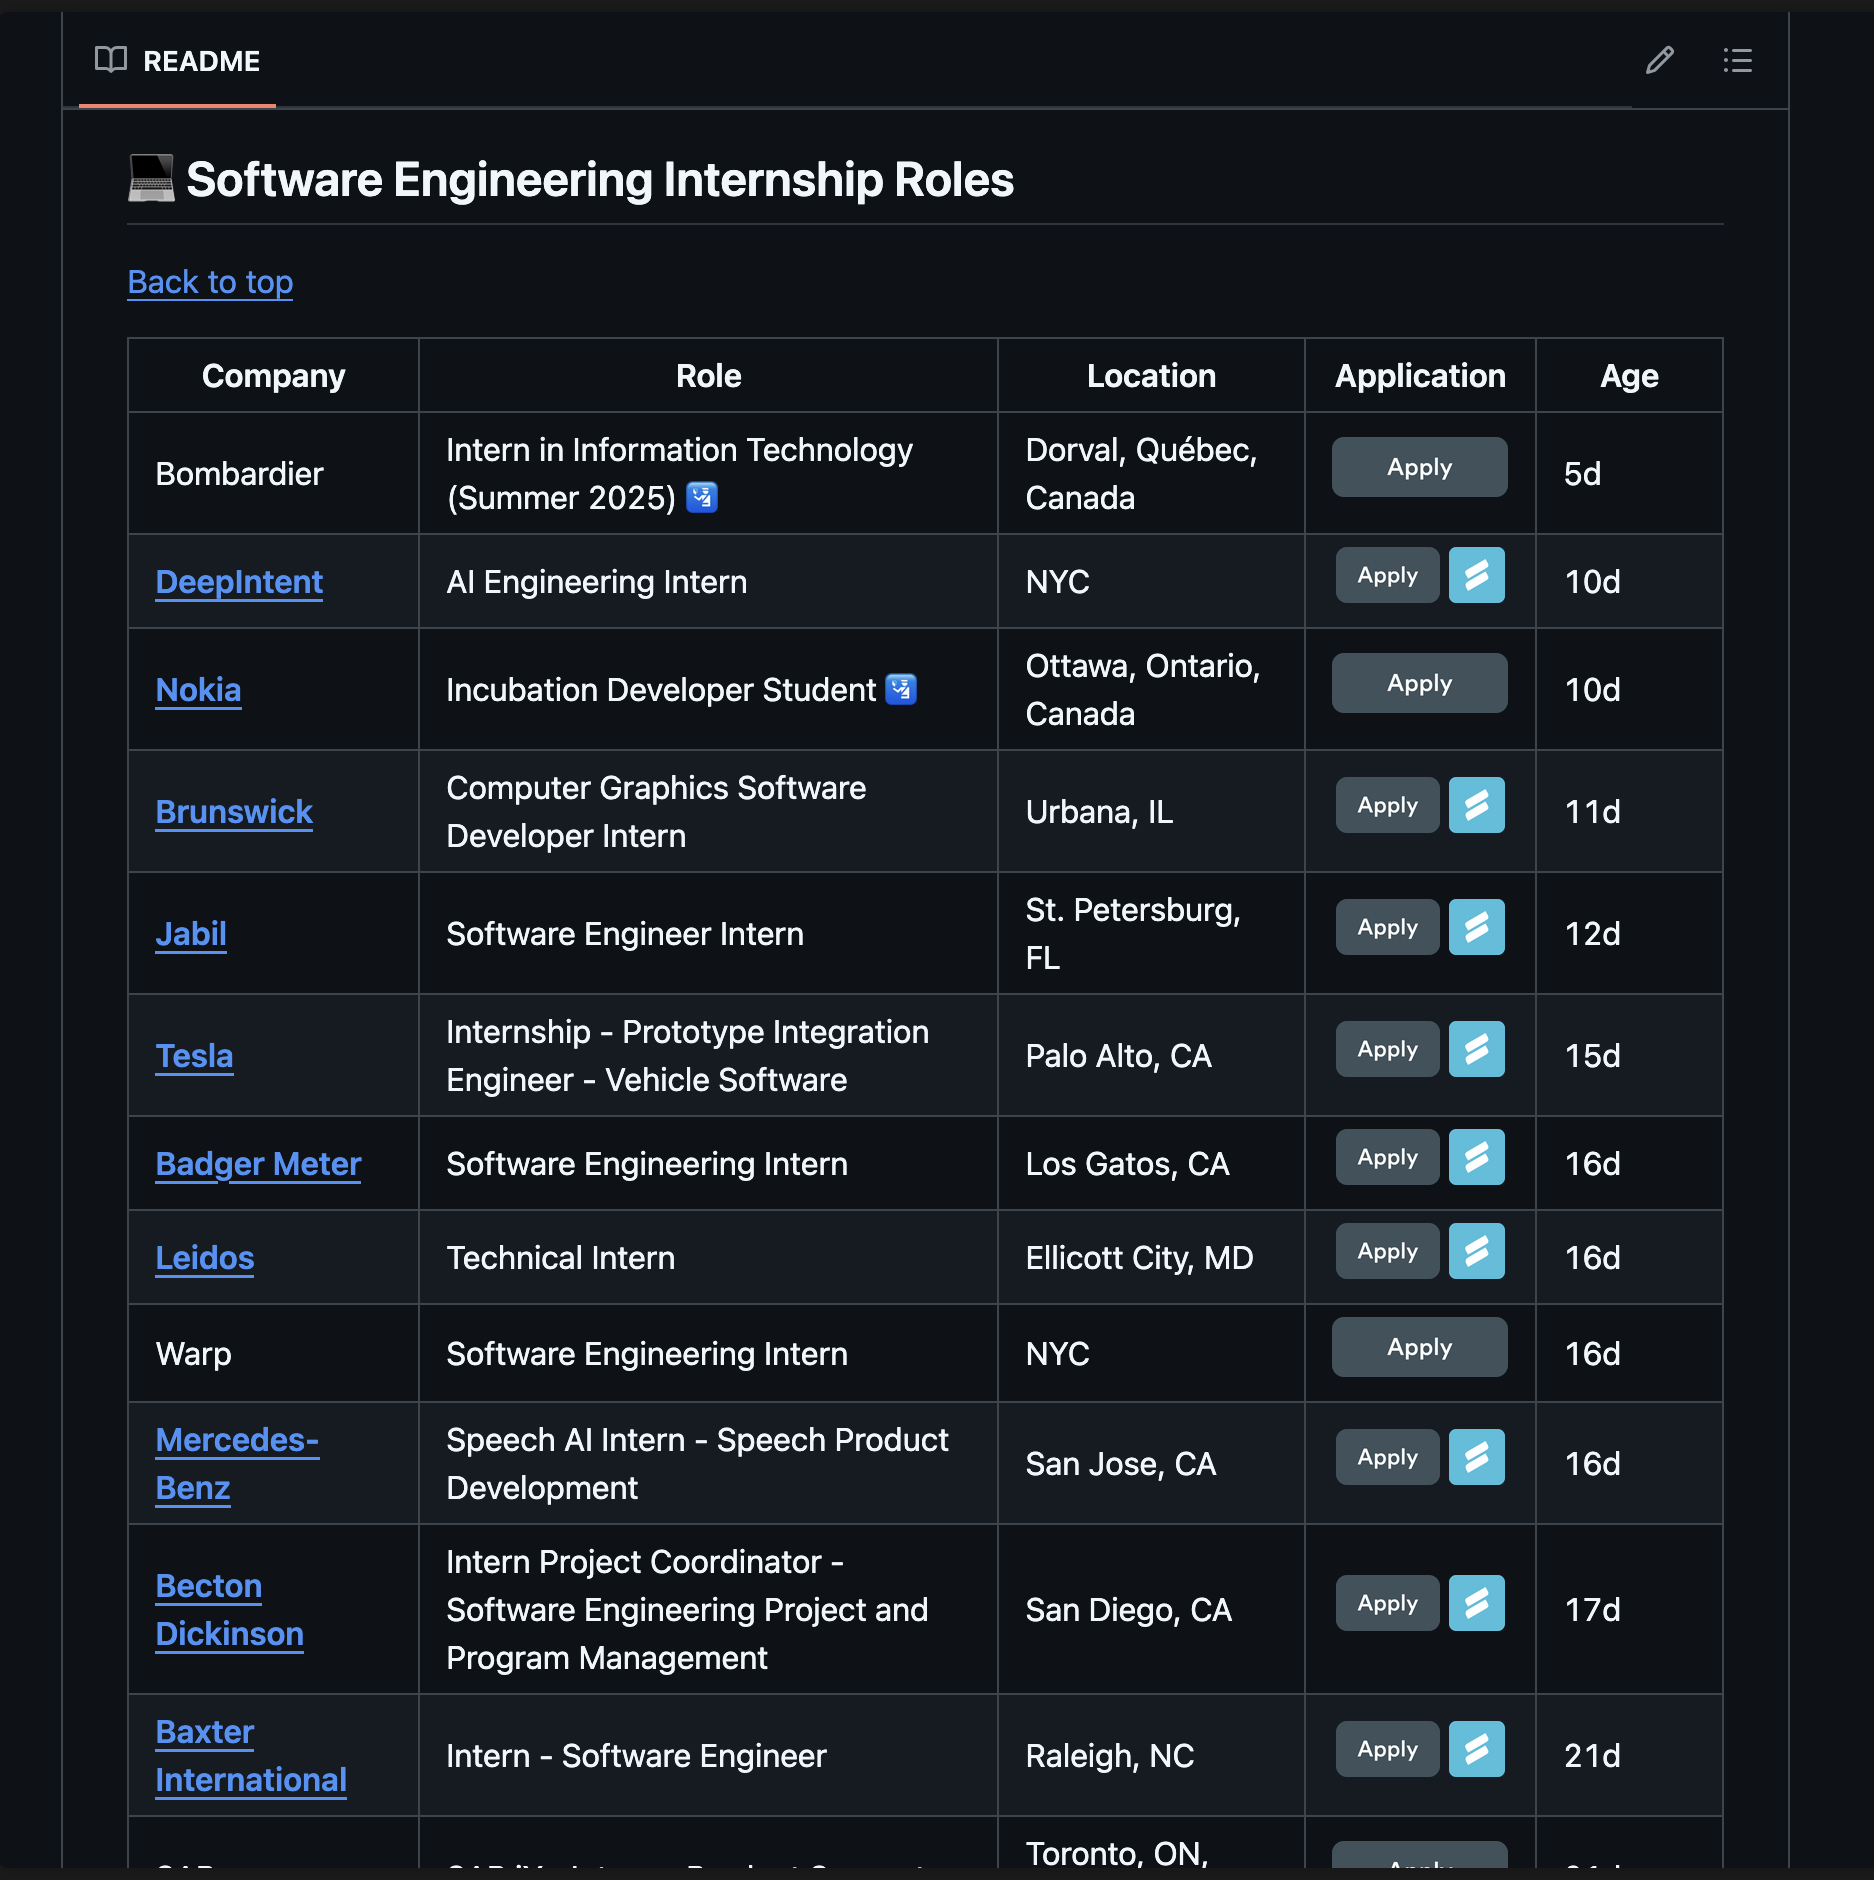 README
Software Engineering Internship Roles
Back to top
Company Role Location Application Age
Bombardier
Intern in Information Technology
(Summer 2025) 🛂
Dorval, Québec,
Canada
Apply
5d
DeepIntent AI Engineering Intern NYC Apply 10d
Nokia
Incubation Developer Student 🛂
Ottawa, Ontario,
Canada
Apply
10d
Brunswick
Computer Graphics Software
Developer Intern
Urbana, IL
Apply
11d
Jabil
Software Engineer Intern
St. Petersburg,
FL
Apply
12d
Tesla
Internship - Prototype Integration
Engineer - Vehicle Software
Palo Alto, CA
Apply
15d
Badger Meter Software Engineering Intern Los Gatos, CA Apply 16d
Leidos Technical Intern Ellicott City, MD Apply 16d
Warp Software Engineering Intern NYC Apply 16d
Mercedes-
Benz
Speech AI Intern - Speech Product
Development
San Jose, CA
Apply
16d
Becton
Dickinson
Intern Project Coordinator -
Software Engineering Project and
Program Management
San Diego, CA
Apply
17d
Baxter
International
Intern - Software Engineer
Raleigh, NC
Apply
21d
Toronto, ON,
Apply